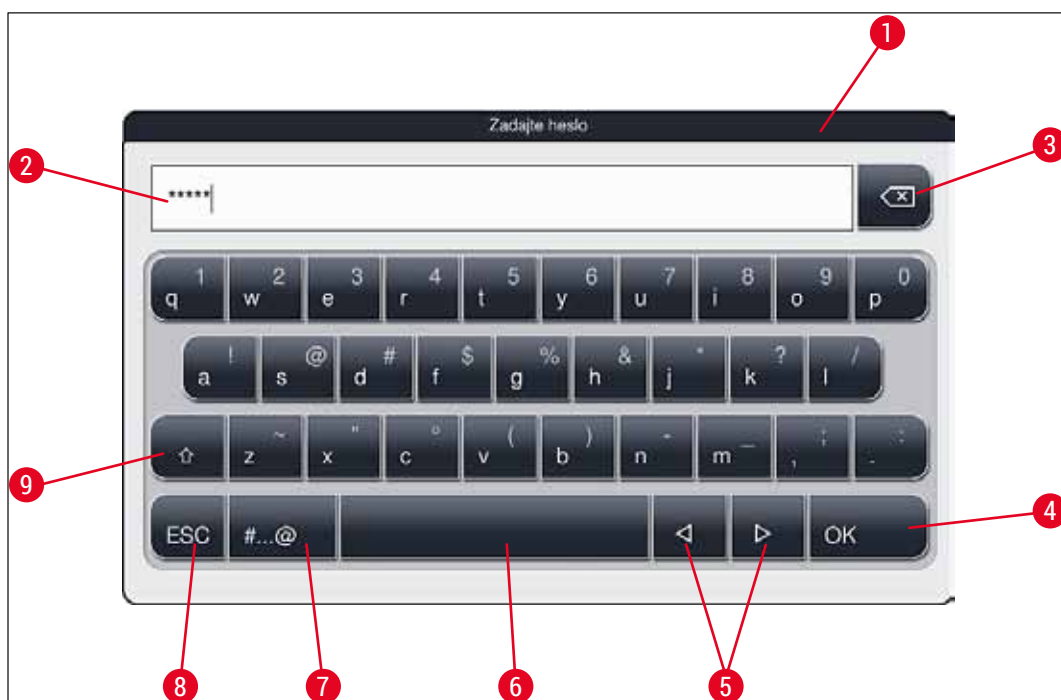 1
Zadajte heslo
2
*****
3
1 2 3 4 5 6 7 8 9 0
q w e r t y u i o p
! @ # $ % & * ? /
a s d f g h j k l
~ " ° ( ) - _ ; :
z x c v b n m , .
9
ESC #...@ OK
4
8 7 6 5